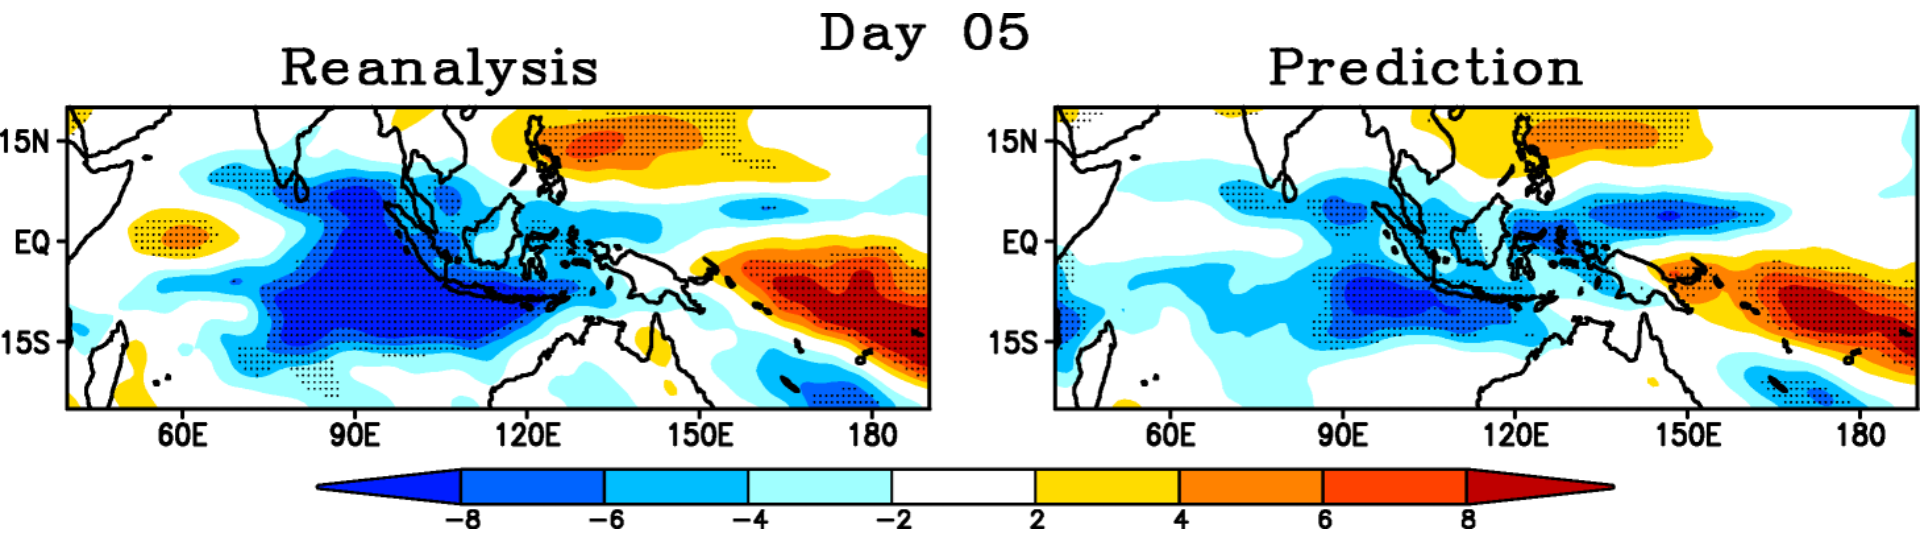 Day 05
Reanalysis Prediction
15N 15N
EQ EQ
15S 15S
60E 90E 120E 150E 180 60E 90E 120E 150E 180
−8 −6 −4 −2 2 4 6 8